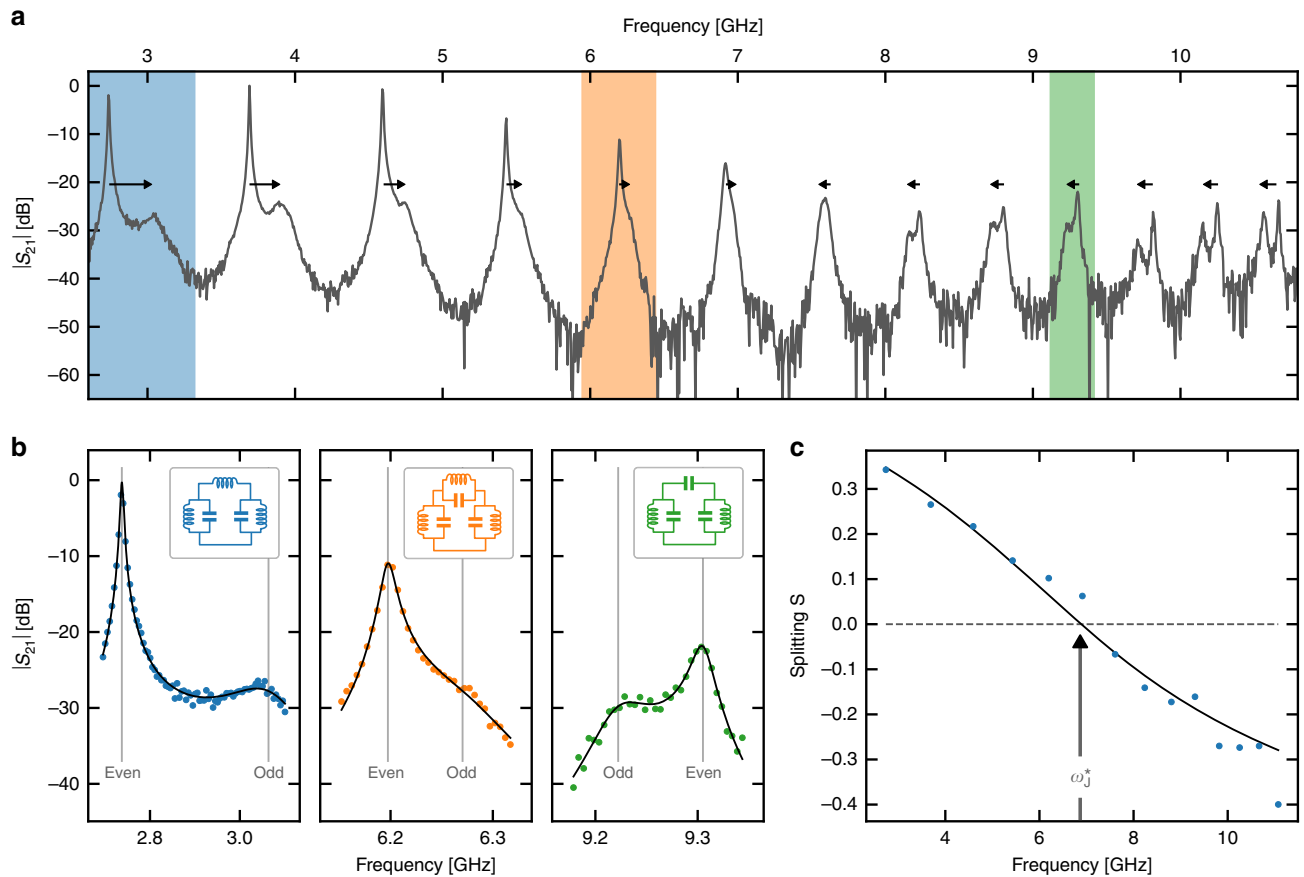 a
Frequency [GHz]
3 4 5 6 7 8 9 10
0
−10
−20
−30
−40
−50
−60
|S21| [dB]
b
0
−10
−20
−30
−40
|S21| [dB]
Even Odd
Even Odd
Odd Even
2.8 3.0
6.2 6.3
9.2 9.3
Frequency [GHz]
c
0.3
0.2
0.1
0.0
−0.1
−0.2
−0.3
−0.4
Splitting S
ω*J
4 6 8 10
Frequency [GHz]